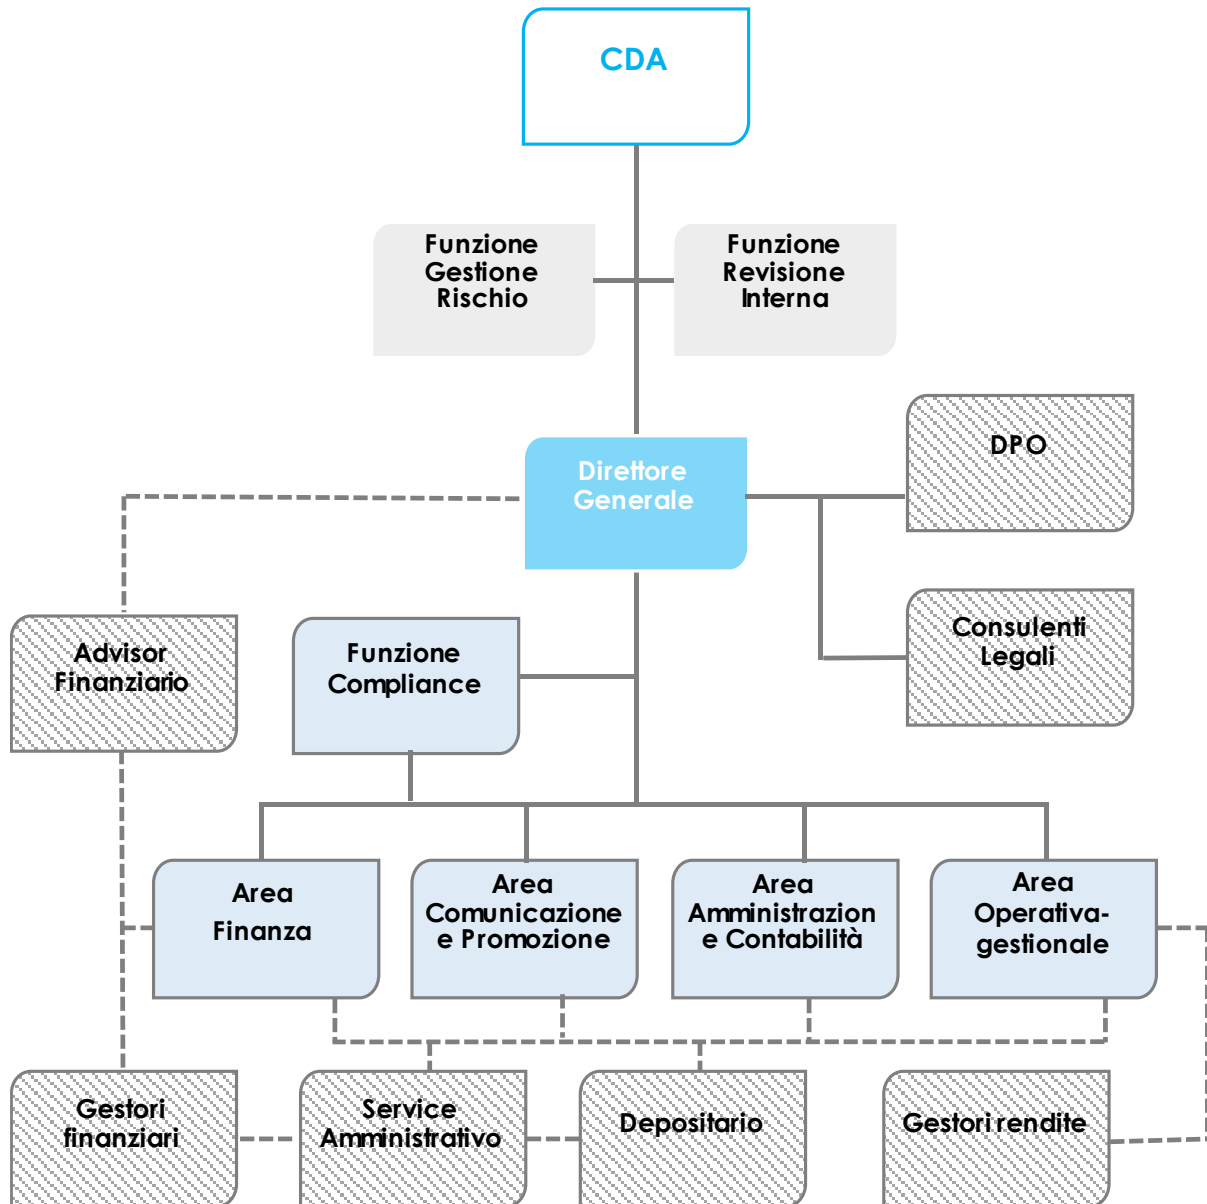 CDA
Funzione
Gestione
Rischio
Funzione
Revisione
Interna
DPO
Direttore
Generale
Consulenti
Legali
Advisor
Finanziario
Funzione
Compliance
Area
Finanza
Area
Comunicazione
e Promozione
Area
Amministrazion
e Contabilità
Area
Operativa-
gestionale
Gestori
finanziari
Service
Amministrativo
Depositario
Gestori rendite